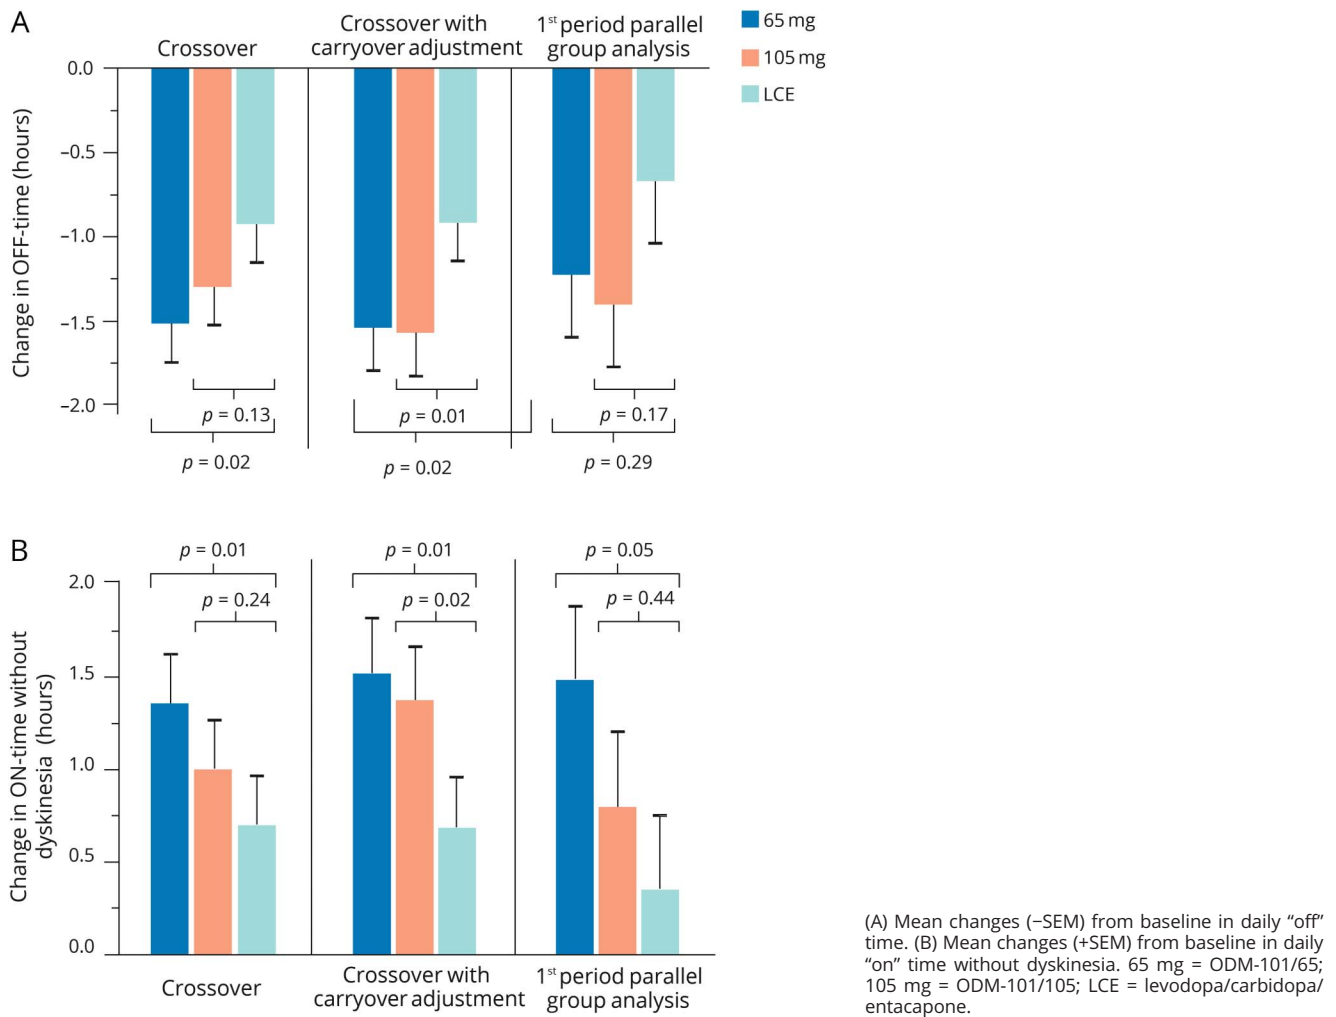 A
Crossover
Crossover with
carryover adjustment
1st period parallel
group analysis
65 mg
105 mg
LCE
Change in OFF-time (hours)
0.0
−0.5
−1.0
−1.5
−2.0
p = 0.13
p = 0.02
p = 0.01
p = 0.02
p = 0.17
p = 0.29
B
Change in ON-time without
dyskinesia (hours)
2.0
1.5
1.0
0.5
0.0
p = 0.01
p = 0.24
p = 0.01
p = 0.02
p = 0.05
p = 0.44
Crossover
Crossover with
carryover adjustment
1st period parallel
group analysis
(A) Mean changes (−SEM) from baseline in daily “off”
time. (B) Mean changes (+SEM) from baseline in daily
“on” time without dyskinesia. 65 mg = ODM-101/65;
105 mg = ODM-101/105; LCE = levodopa/carbidopa/
entacapone.